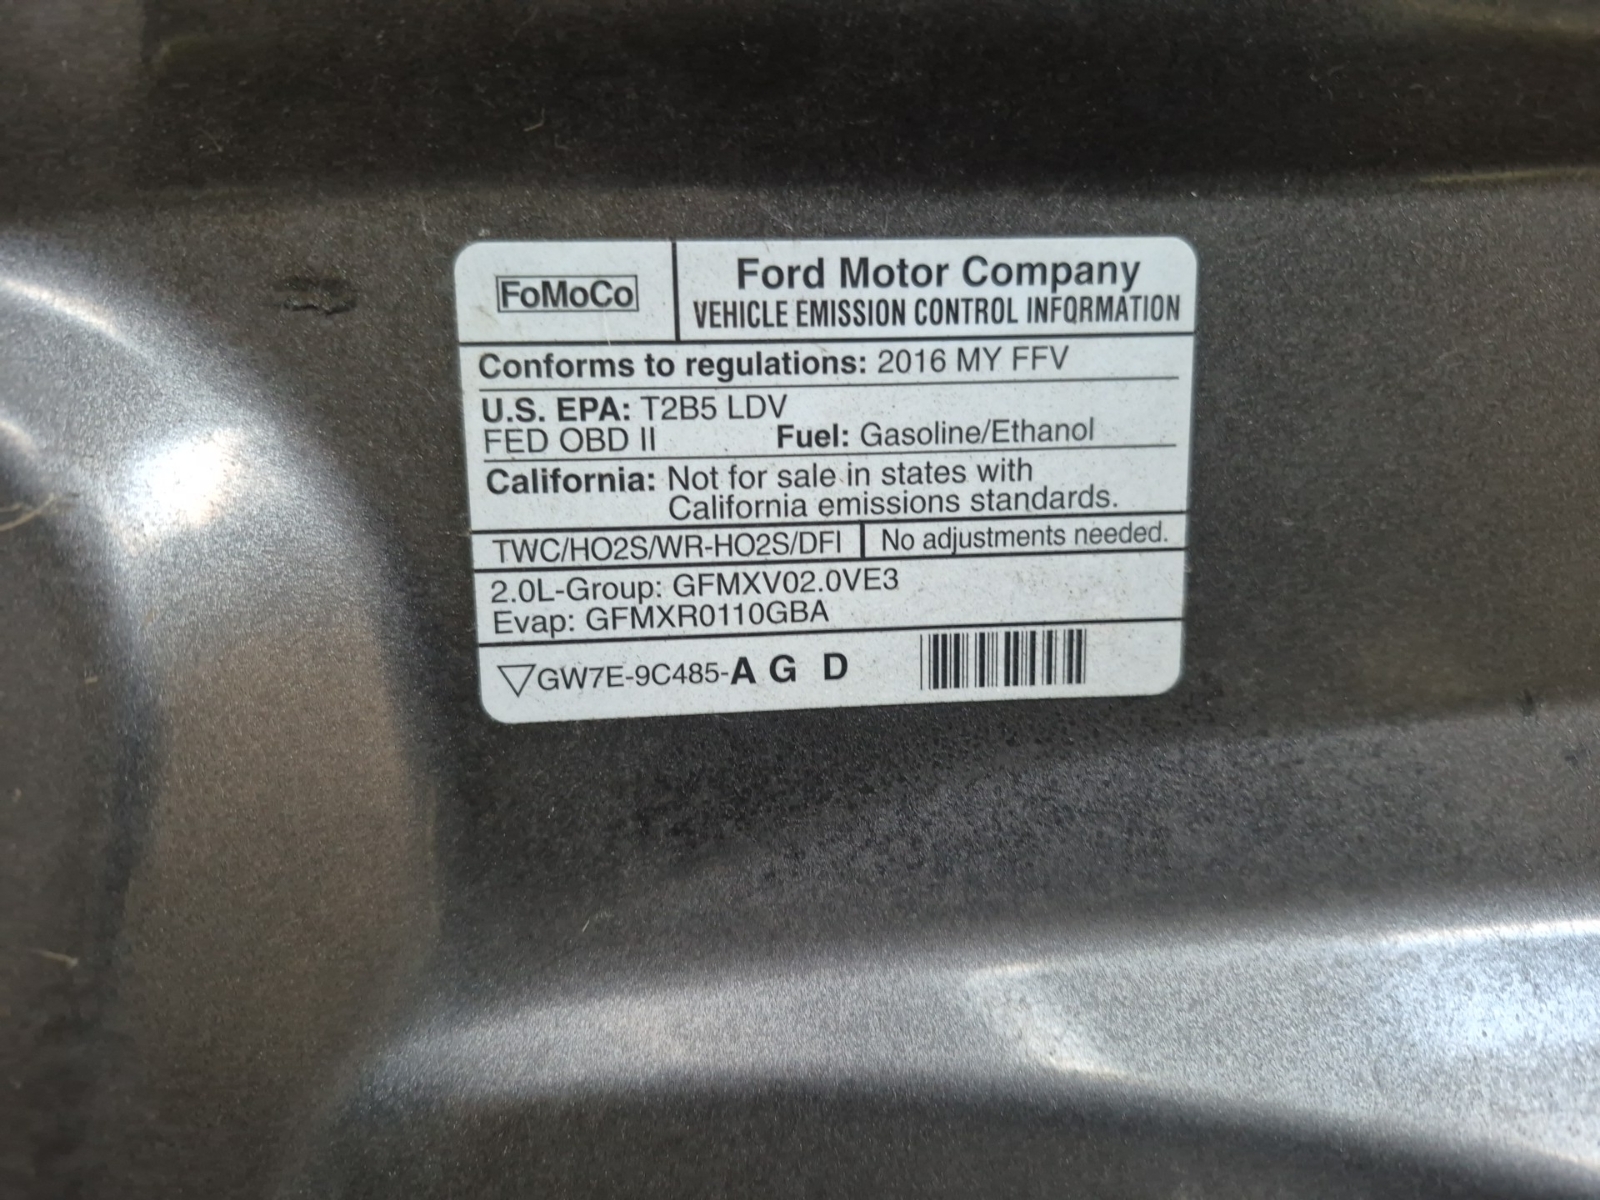 FoMoCo
Ford Motor Company
VEHICLE EMISSION CONTROL INFORMATION
Conforms to regulations: 2016 MY FFV
U.S. EPA: T2B5 LDV
FED OBD II Fuel: Gasoline/Ethanol
California: Not for sale in states with
California emissions standards.
TWC/HO2S/WR-HO2S/DFI No adjustments needed.
2.0L-Group: GFMXV02.0VE3
Evap: GFMXR0110GBA
GW7E-9C485-A G D